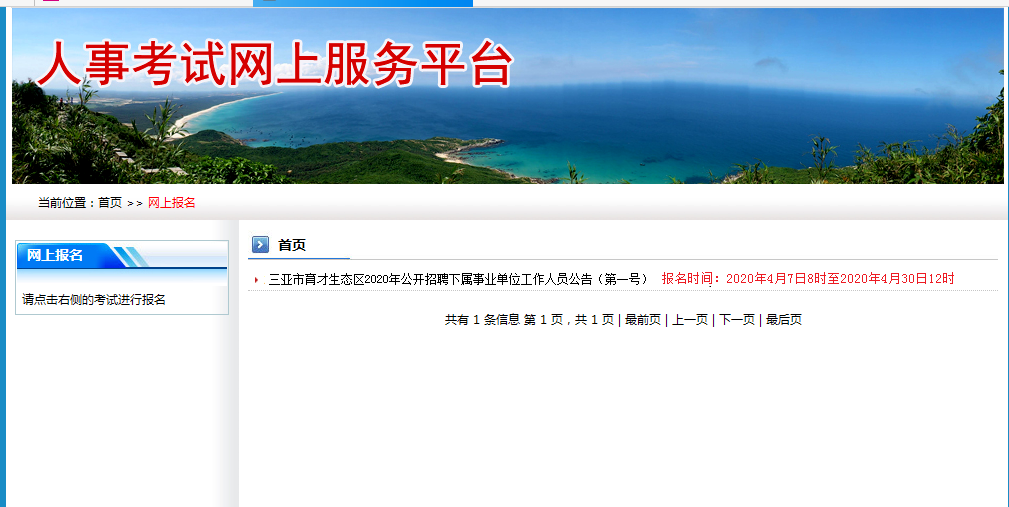 人事考试网上服务平台
当前位置：首页 >> 网上报名
网上报名
请点击右侧的考试进行报名
首页
三亚市育才生态区2020年公开招聘下属事业单位工作人员公告（第一号） 报名时间：2020年4月7日8时至2020年4月30日12时
共有 1 条信息 第 1 页，共 1 页 | 最前页 | 上一页 | 下一页 | 最后页